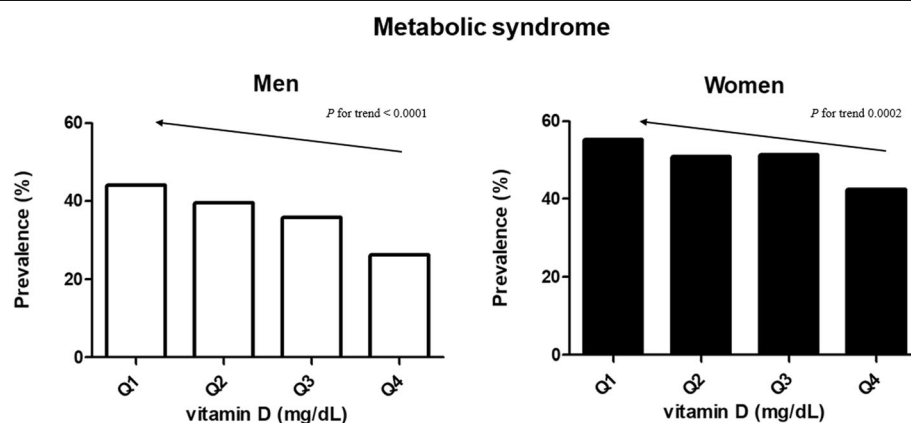 Metabolic syndrome
Men
P for trend < 0.0001
Prevalence (%)
60
40
20
0
Q1 Q2 Q3 Q4
vitamin D (mg/dL)
Women
P for trend 0.0002
Prevalence (%)
60
40
20
0
Q1 Q2 Q3 Q4
vitamin D (mg/dL)